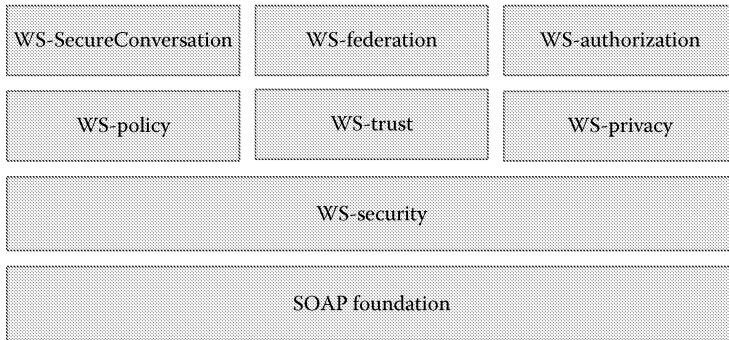 WS-SecureConversation
WS-federation
WS-authorization
WS-policy
WS-trust
WS-privacy
WS-security
SOAP foundation